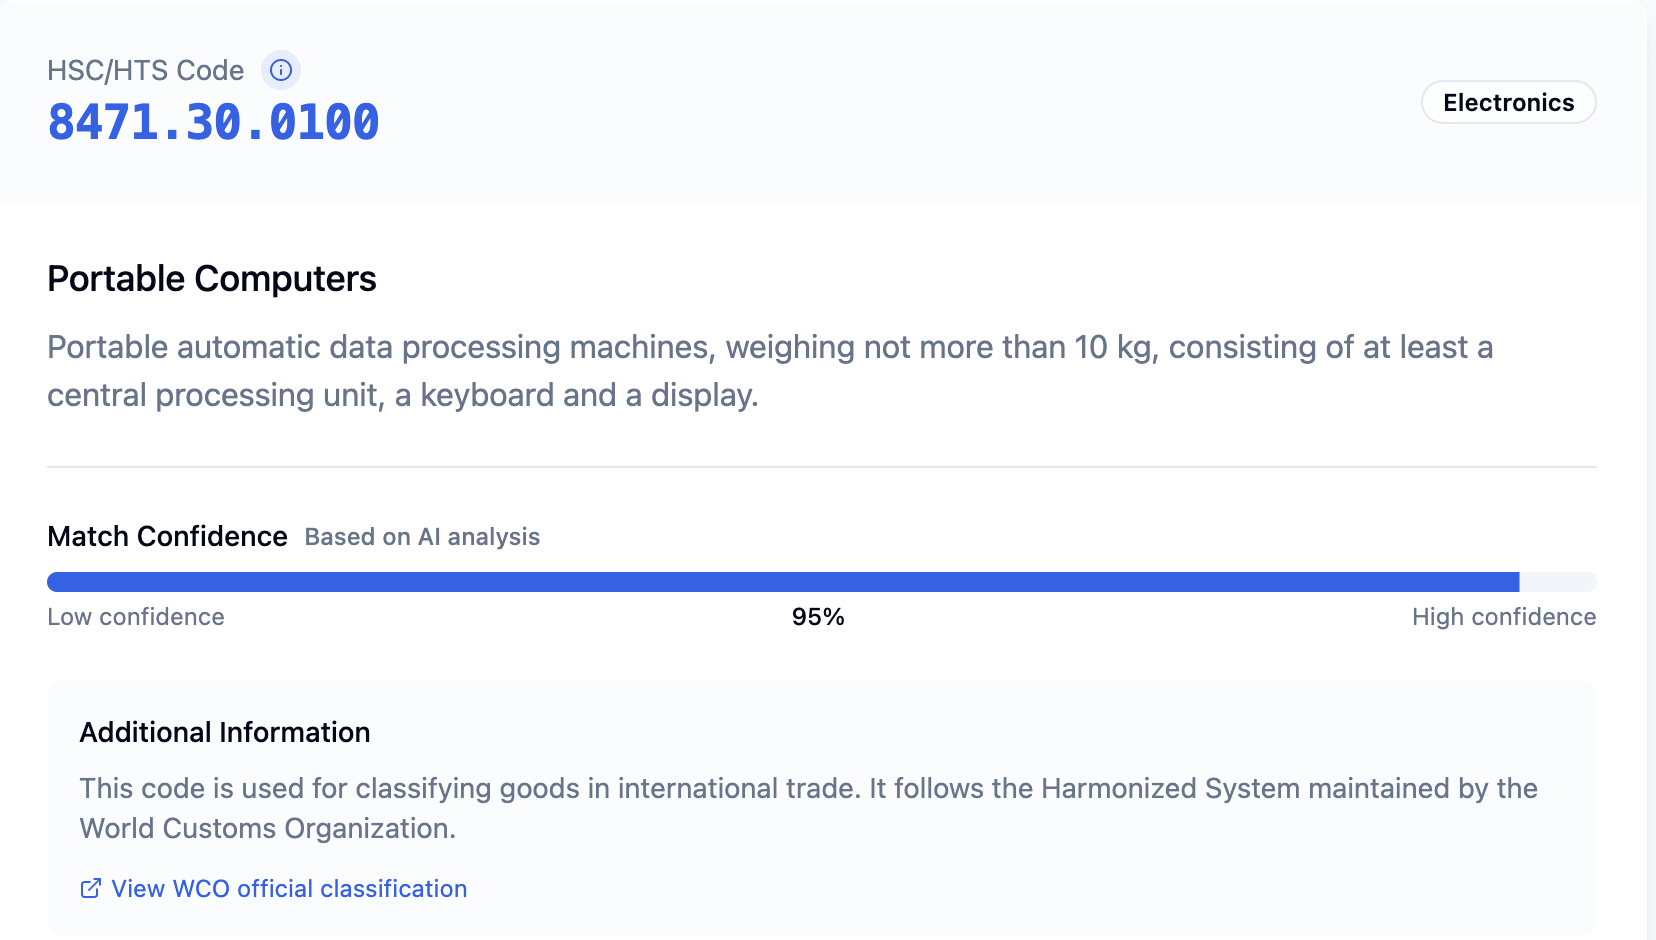 HSC/HTS Code
8471.30.0100
Electronics
Portable Computers
Portable automatic data processing machines, weighing not more than 10 kg, consisting of at least a
central processing unit, a keyboard and a display.
Match Confidence Based on AI analysis
Low confidence 95% High confidence
Additional Information
This code is used for classifying goods in international trade. It follows the Harmonized System maintained by the
World Customs Organization.
View WCO official classification